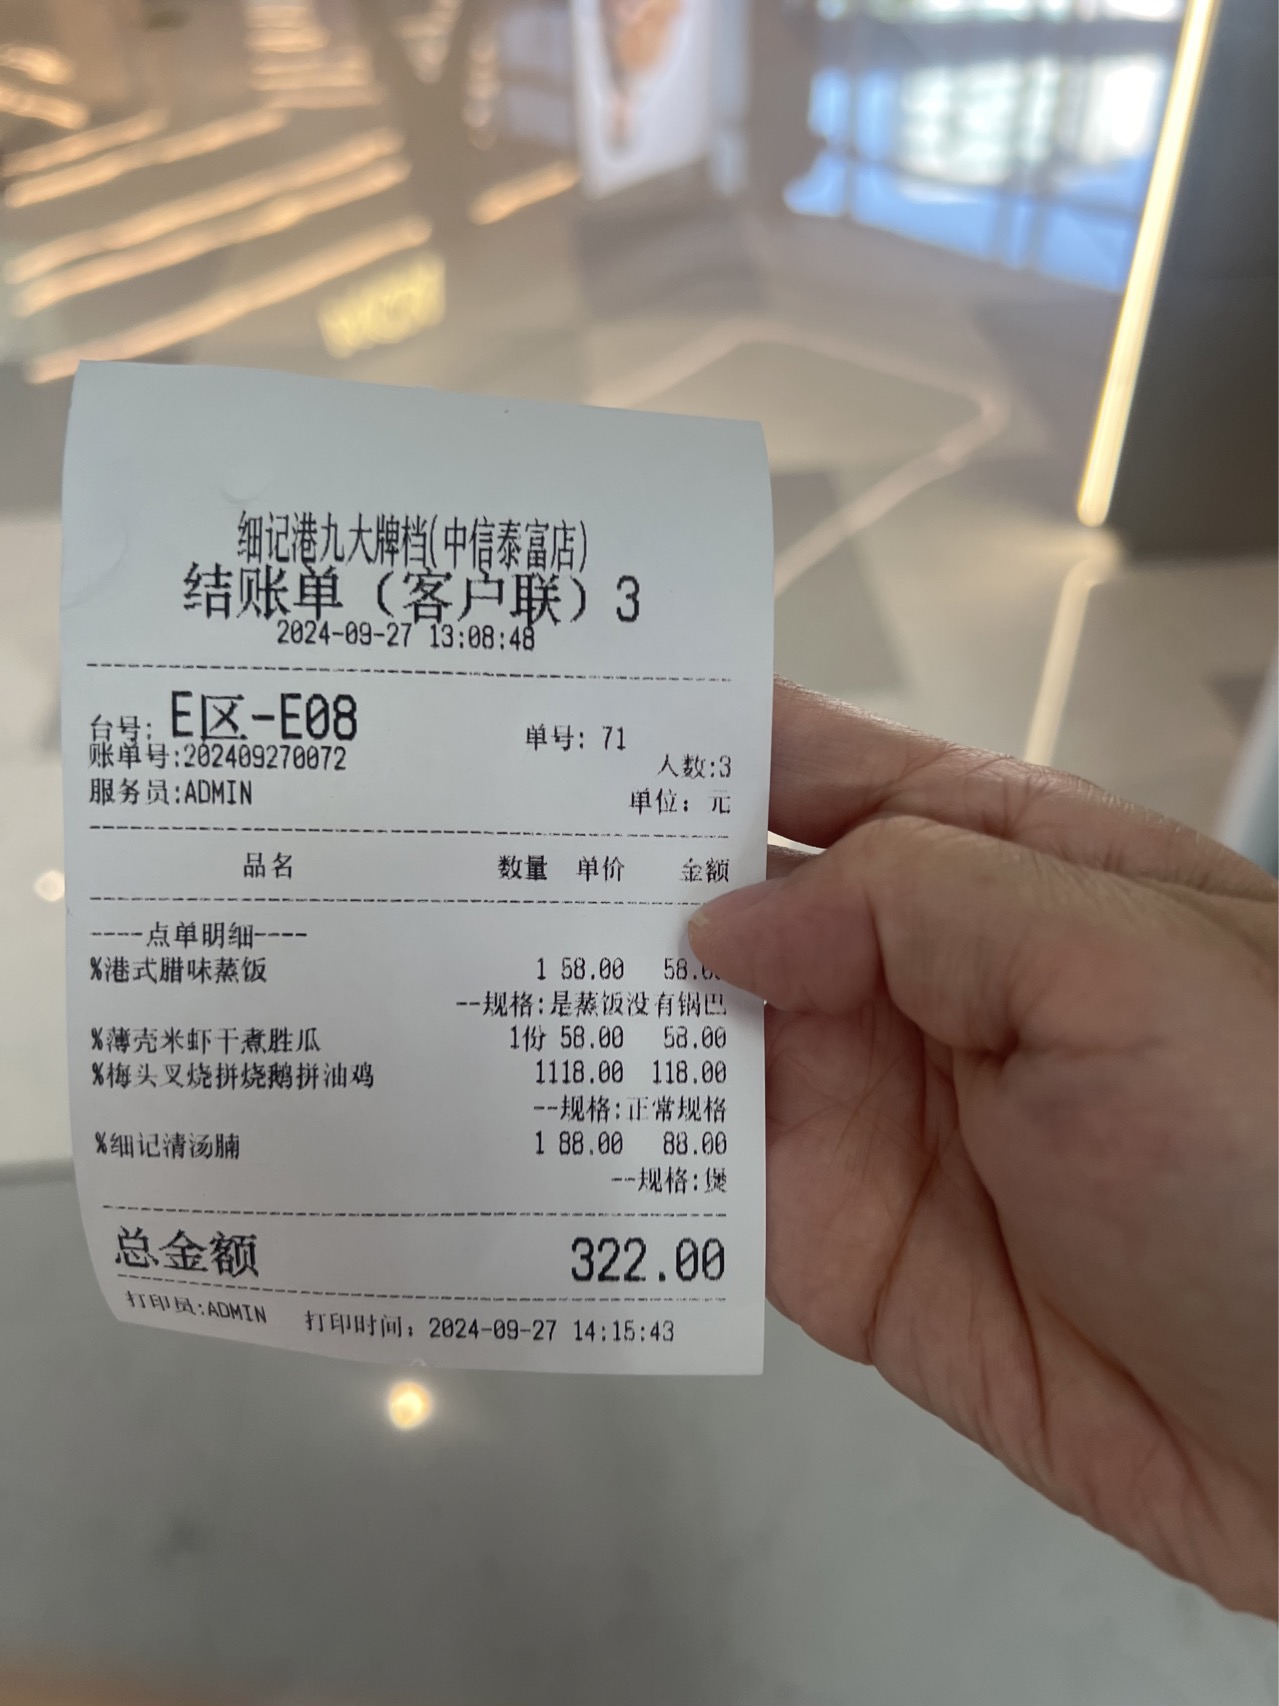 细记港九大牌档(中信泰富店)
结账单（客户联）3
2024-09-27 13:08:48
台号: E区-E08 单号: 71
账单号:202409270072 人数:3
服务员:ADMIN 单位: 元
品名 数量 单价 金额
----点单明细----
%港式腊味蒸饭 1 58.00 58.0
--规格:是蒸饭没有锅巴
%薄壳米虾干煮胜瓜 1份 58.00 58.00
%梅头叉烧拼烧鹅拼油鸡 1118.00 118.00
--规格:正常规格
%细记清汤腩 1 88.00 88.00
--规格:煲
总金额 322.00
打印员:ADMIN 打印时间: 2024-09-27 14:15:43